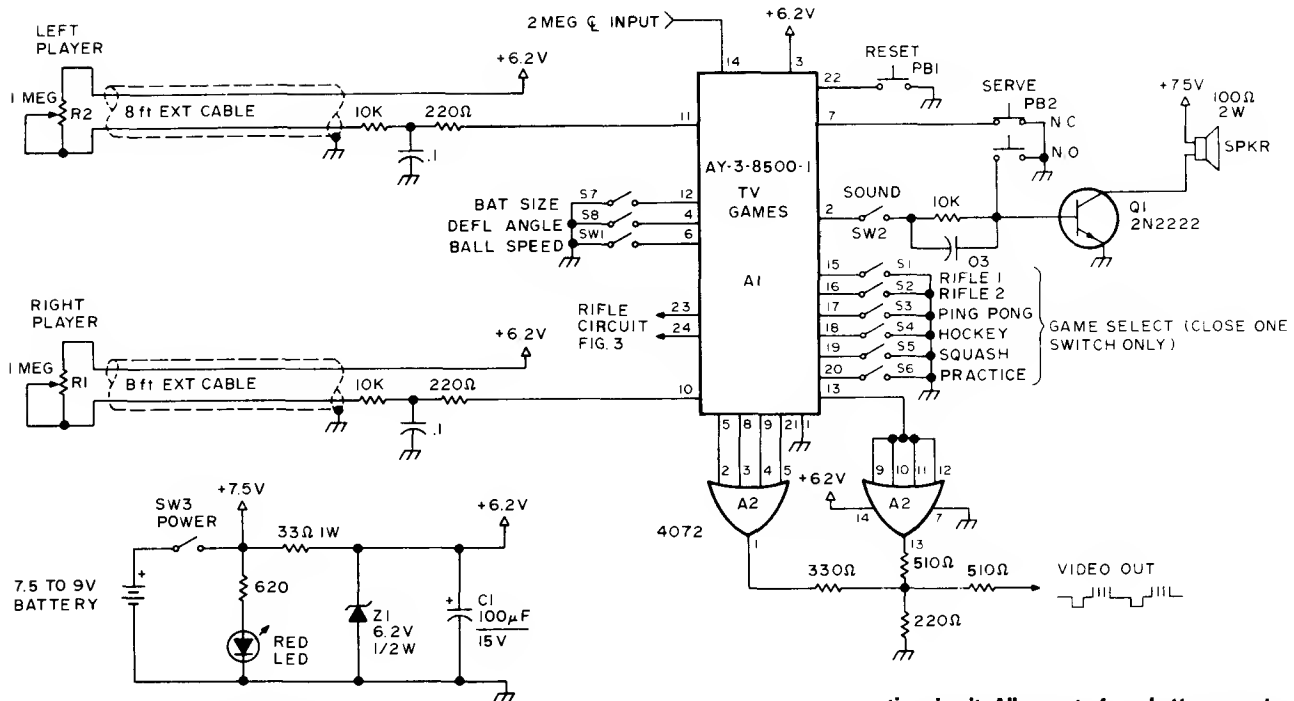 LEFT
PLAYER
1 MEG
R2
8 ft EXT CABLE
+6.2V
10K
220Ω
.1
11
2 MEG ℄ INPUT
14
+6.2V
3
22
RESET
PB1
SERVE
PB2
N C
N.O
7
+75V
100Ω
2W
SPKR
AY-3-8500-1
TV
GAMES
A1
BAT SIZE
S7
12
DEFL ANGLE
S8
4
BALL SPEED
SW1
6
2
SOUND
SW2
10K
03
Q1
2N2222
15
S1
RIFLE 1
16
S2
RIFLE 2
17
S3
PING PONG
18
S4
HOCKEY
19
S5
SQUASH
20
S6
PRACTICE
GAME SELECT (CLOSE ONE
SWITCH ONLY)
RIFLE
CIRCUIT
FIG. 3
23
24
RIGHT
PLAYER
1 MEG
R1
8 ft EXT CABLE
+6.2V
10K
220Ω
.1
10
13
5 8 9 21 1
2 3 4 5
A2
4072
1
+62V
14
9 10 11 12
A2
7
13
510Ω
330Ω
510Ω
220Ω
VIDEO OUT
SW3
POWER
+7.5V
33Ω 1W
+6.2V
7.5 TO 9V
BATTERY
+
620
RED
LED
Z1
6.2V
1/2W
+
C1
100µF
15V